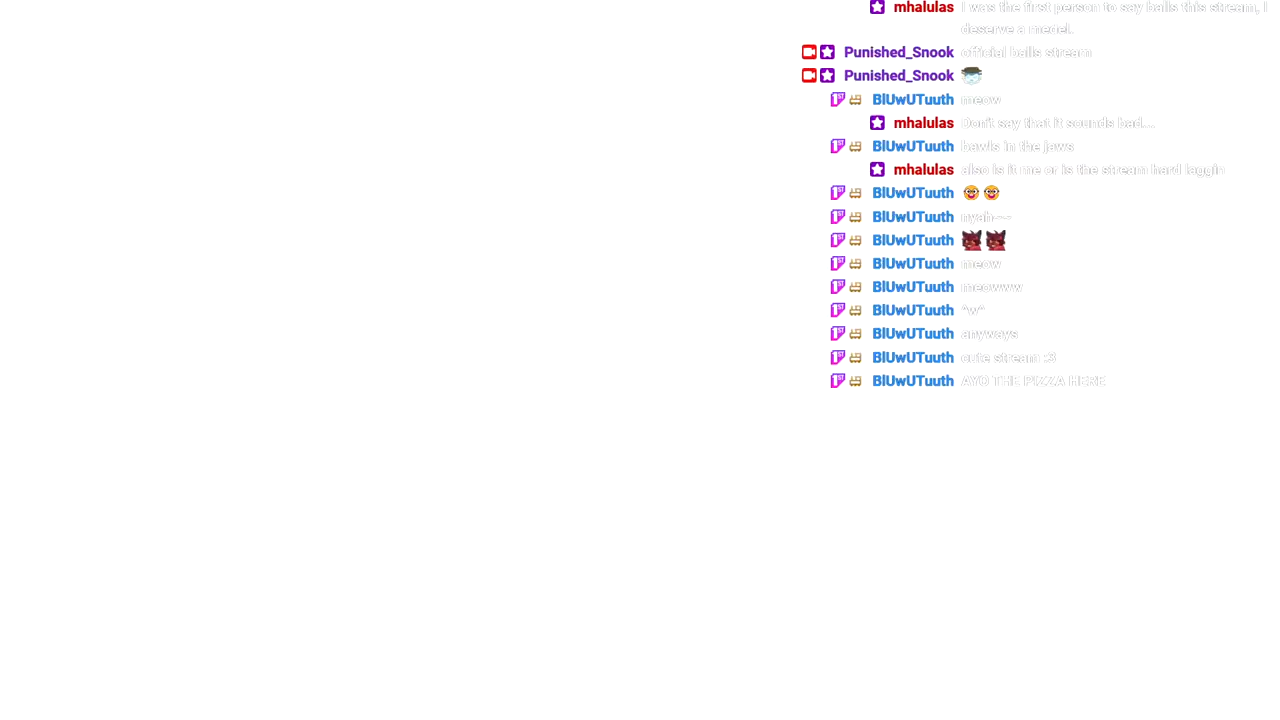 mhalulas I was the first person to say balls this stream, I
deserve a medel.
Punished_Snook official balls stream
Punished_Snook
BlUwUTuuth meow
mhalulas Don't say that it sounds bad...
BlUwUTuuth bowls in the jaws
mhalulas also is it me or is the stream hard laggin
BlUwUTuuth
BlUwUTuuth nyah~~
BlUwUTuuth
BlUwUTuuth meow
BlUwUTuuth meowww
BlUwUTuuth ^w^
BlUwUTuuth anyways
BlUwUTuuth cute stream :3
BlUwUTuuth AYO THE PIZZA HERE